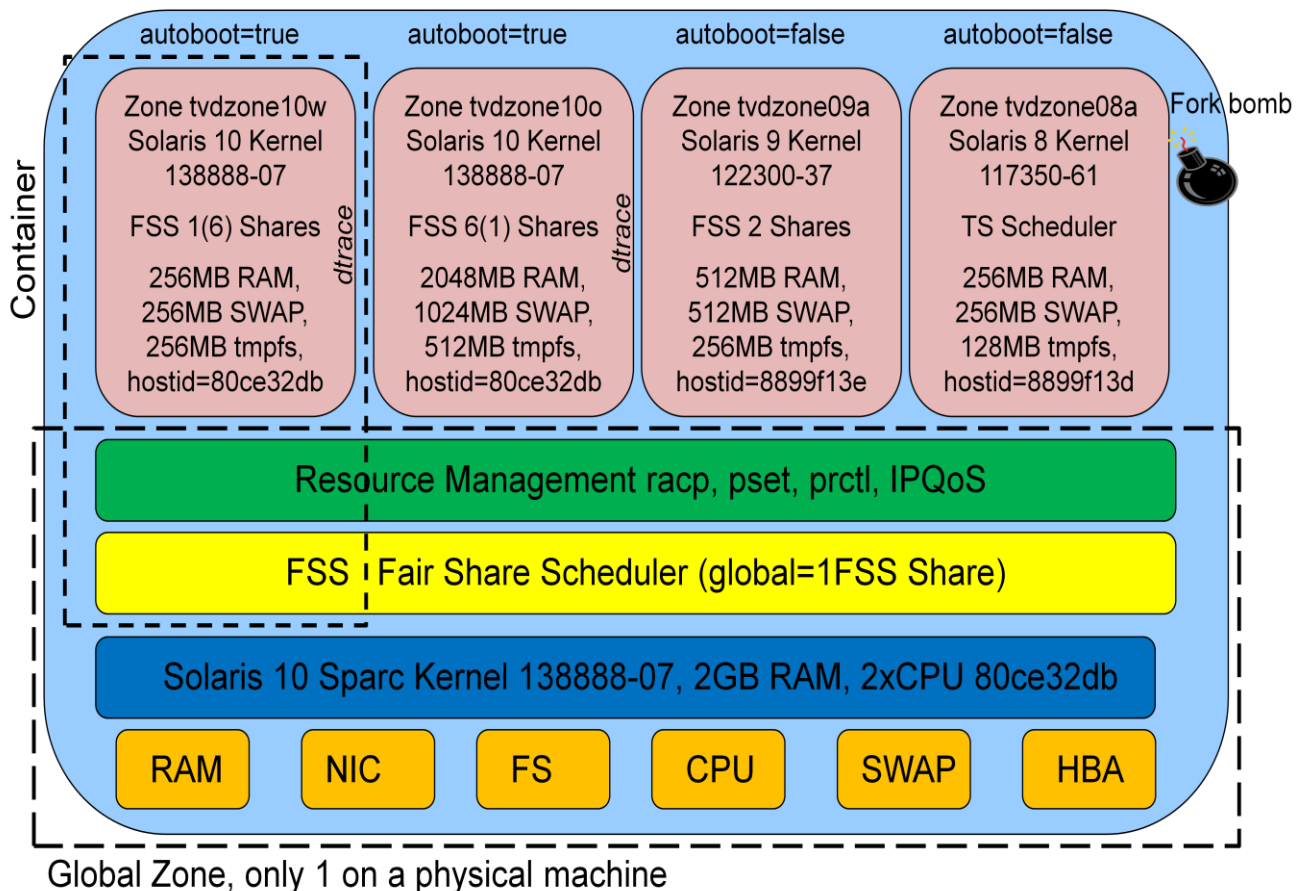 autoboot=true
autoboot=true
autoboot=false
autoboot=false
Container
Zone tvdzone10w
Solaris 10 Kernel
138888-07
FSS 1(6) Shares
256MB RAM,
256MB SWAP,
256MB tmpfs,
hostid=80ce32db
dtrace
Zone tvdzone10o
Solaris 10 Kernel
138888-07
FSS 6(1) Shares
2048MB RAM,
1024MB SWAP,
512MB tmpfs,
hostid=80ce32db
dtrace
Zone tvdzone09a
Solaris 9 Kernel
122300-37
FSS 2 Shares
512MB RAM,
512MB SWAP,
256MB tmpfs,
hostid=8899f13e
Zone tvdzone08a
Solaris 8 Kernel
117350-61
TS Scheduler
256MB RAM,
256MB SWAP,
128MB tmpfs,
hostid=8899f13d
Fork bomb
Resource Management racp, pset, prctl, IPQoS
FSS Fair Share Scheduler (global=1FSS Share)
Solaris 10 Sparc Kernel 138888-07, 2GB RAM, 2xCPU 80ce32db
RAM
NIC
FS
CPU
SWAP
HBA
Global Zone, only 1 on a physical machine